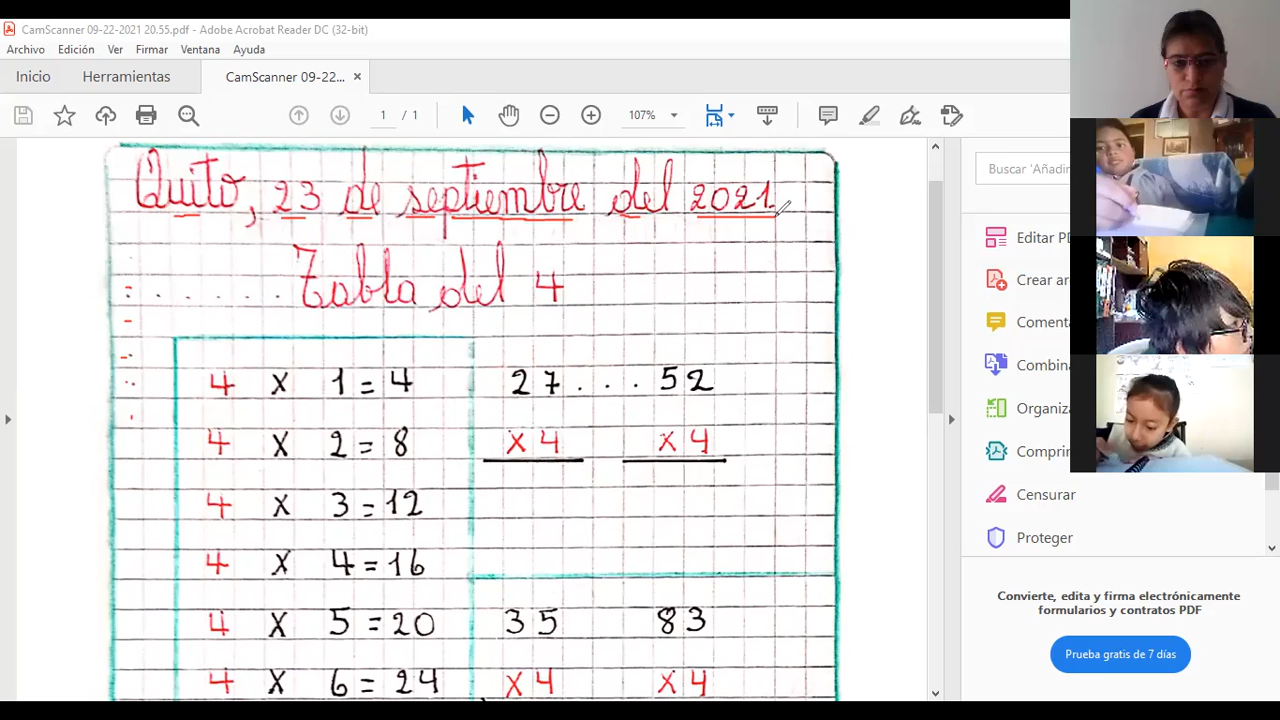 CamScanner 09-22-2021 20.55.pdf - Adobe Acrobat Reader DC (32-bit)
Archivo Edición Ver Firmar Ventana Ayuda
Inicio Herramientas CamScanner 09-22... ×
1 / 1 107%
Quito, 23 de septiembre del 2021
Tabla del 4
4 x 1 = 4
4 x 2 = 8
4 x 3 = 12
4 x 4 = 16
4 x 5 = 20
4 x 6 = 24
27 . . . 52
x 4 x 4
35 83
x 4 x 4
Buscar 'Añadi
Editar PD
Crear ar
Comenta
Combina
Organiza
Comprin
Censurar
Proteger
Convierte, edita y firma electrónicamente
formularios y contratos PDF
Prueba gratis de 7 días